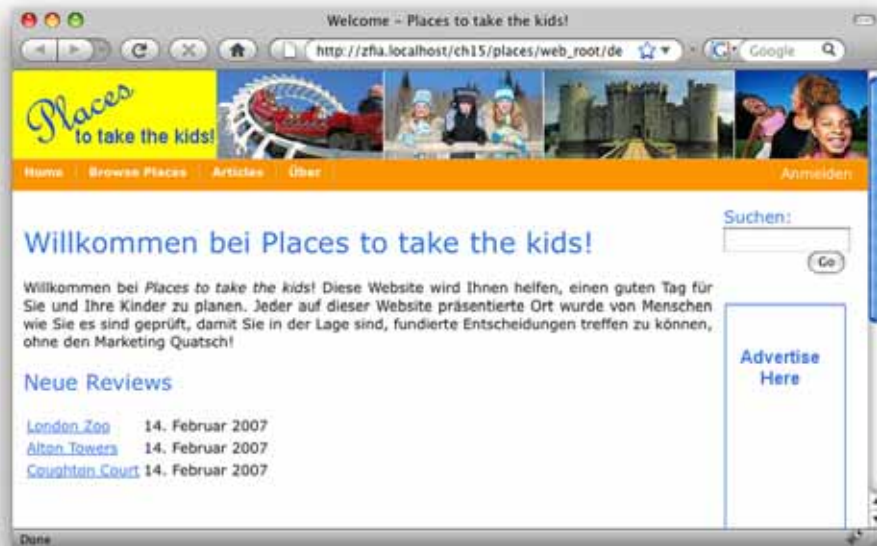 Welcome – Places to take the kids!
http://zfia.localhost/ch15/places/web_root/de
Google
Places
to take the kids!
Home Browse Places Articles Über
Anmelden
Suchen:
Go
Willkommen bei Places to take the kids!
Willkommen bei Places to take the kids! Diese Website wird Ihnen helfen, einen guten Tag für
Sie und Ihre Kinder zu planen. Jeder auf dieser Website präsentierte Ort wurde von Menschen
wie Sie es sind geprüft, damit Sie in der Lage sind, fundierte Entscheidungen treffen zu können,
ohne den Marketing Quatsch!
Advertise
Here
Neue Reviews
London Zoo 14. Februar 2007
Alton Towers 14. Februar 2007
Coughton Court 14. Februar 2007
Done